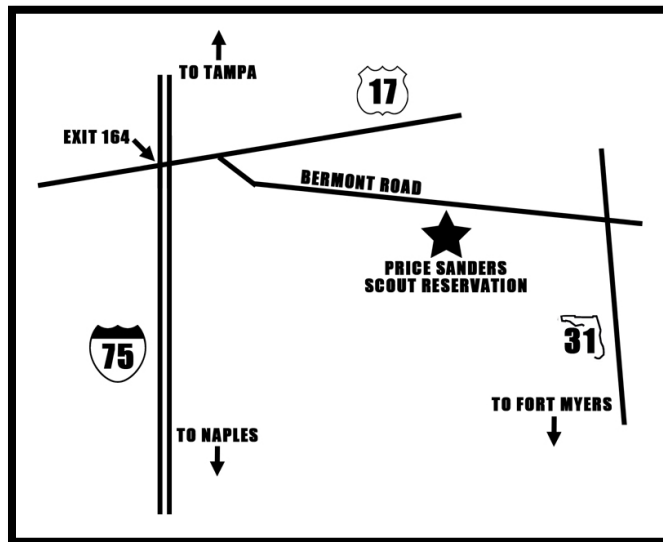 TO TAMPA
17
EXIT 164
BERMONT ROAD
PRICE SANDERS
SCOUT RESERVATION
75
31
TO FORT MYERS
TO NAPLES